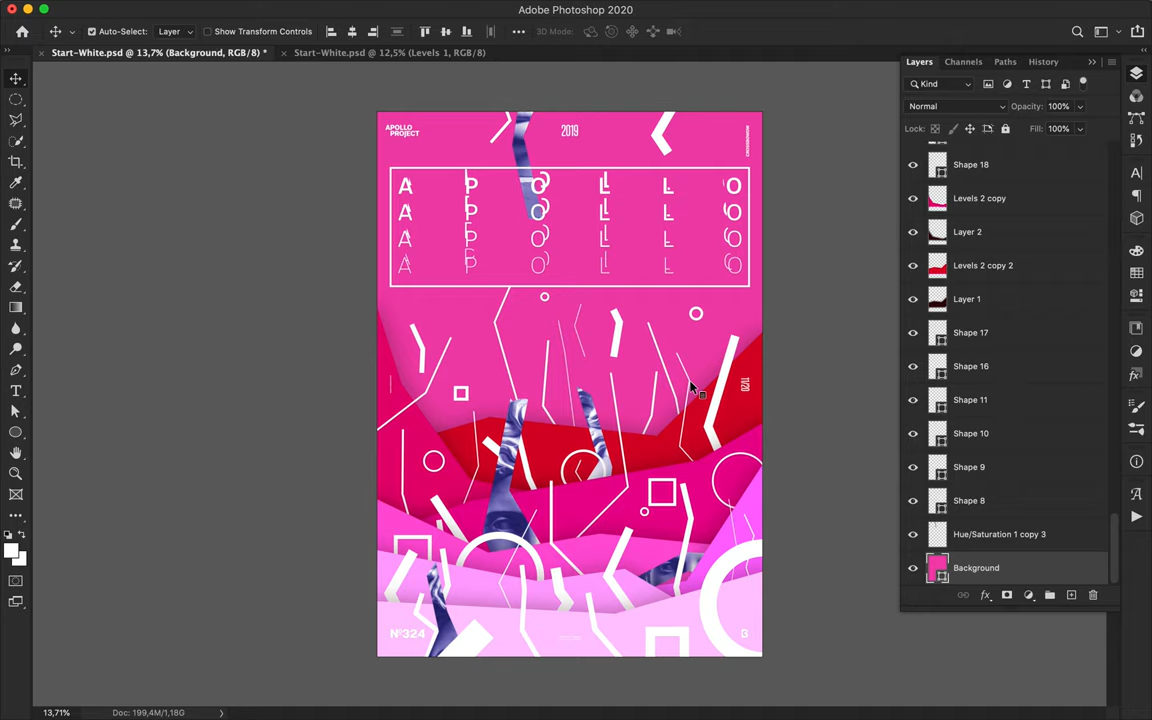 Adobe Photoshop 2020
Auto-Select: Layer Show Transform Controls 3D Mode:
Start-White.psd @ 13,7% (Background, RGB/8) *
Start-White.psd @ 12,5% (Levels 1, RGB/8)
Layers Channels Paths History
Kind
Normal Opacity: 100%
Lock: Fill: 100%
Shape 18
Levels 2 copy
Layer 2
Levels 2 copy 2
Layer 1
Shape 17
Shape 16
Shape 11
Shape 10
Shape 9
Shape 8
Hue/Saturation 1 copy 3
Background
APOLLO
PROJECT
2019
A P O L L O
A P O L L O
A P O L L O
A P O L L O
11/20
Nº324
13,71% Doc: 199,4M/1,18G